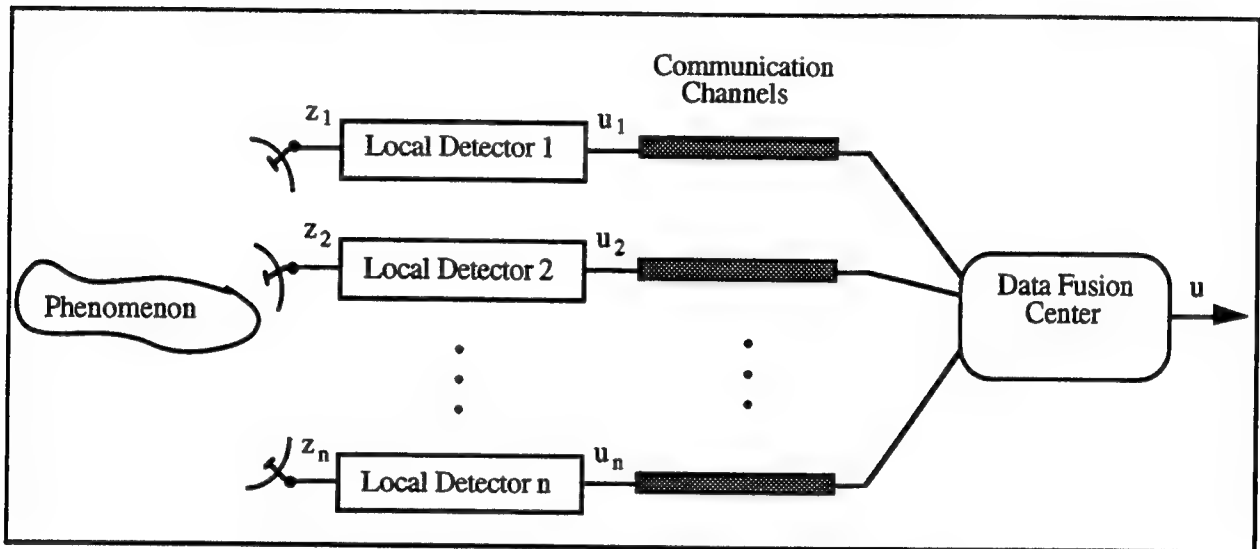 Communication
Channels
z1
Local Detector 1
u1
z2
Local Detector 2
u2
Phenomenon
Data Fusion
Center
u
zn
Local Detector n
un